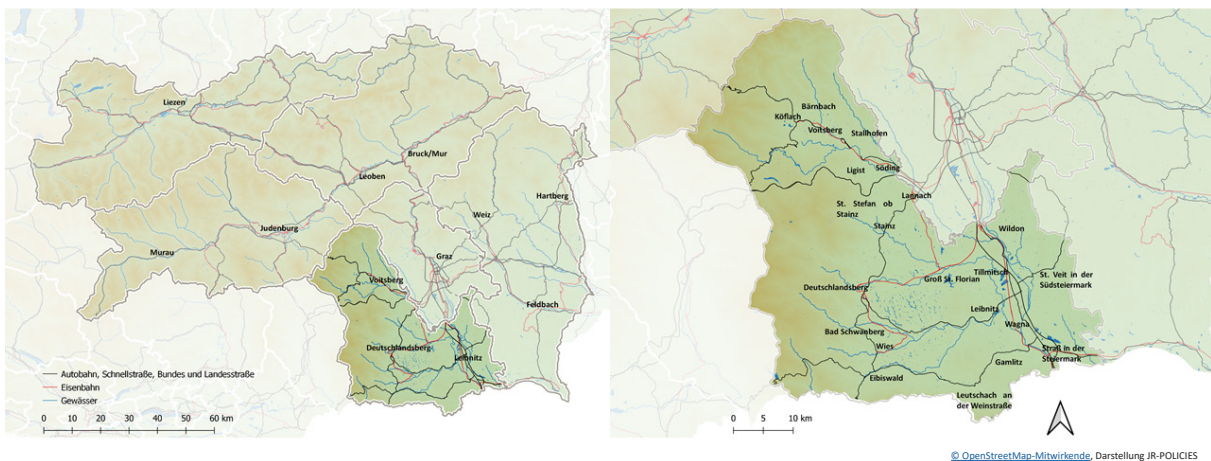 Liezen
Bruck/Mur
Leoben
Hartberg
Weiz
Judenburg
Murau
Graz
Voitsberg
Feldbach
Deutschlandsberg
Leibnitz
Autobahn, Schnellstraße, Bundes und Landesstraße
Eisenbahn
Gewässer
0 10 20 30 40 50 60 km
Bärnbach
Köflach
Voitsberg
Stallhofen
Ligist
Söding
Lagnach
St. Stefan ob
Stainz
Stainz
Wildon
Tillmitsch
St. Veit in der
Südsteiermark
Groß St. Florian
Deutschlandsberg
Leibnitz
Wagna
Bad Schwanberg
Wies
Straß in der
Steiermark
Gamlitz
Eibiswald
Leutschach an
der Weinstraße
0 5 10 km
© OpenStreetMap-Mitwirkende, Darstellung JR-POLICIES